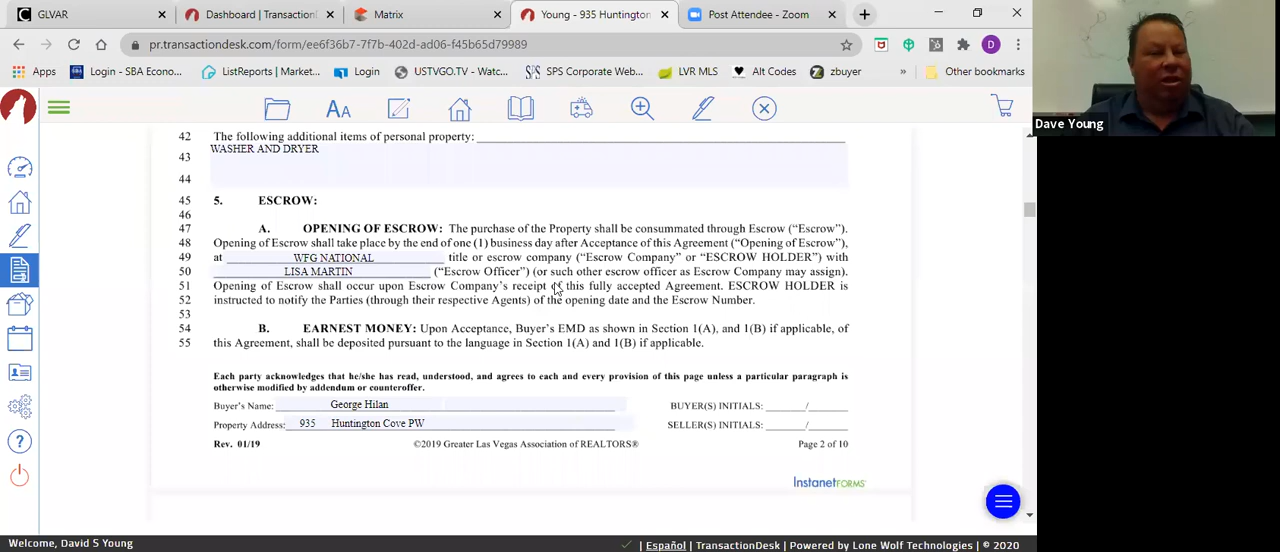 GLVAR
Dashboard | TransactionDesk
Matrix
Young - 935 Huntington
Post Attendee - Zoom
pr.transactiondesk.com/form/ee6f36b7-7f7b-402d-ad06-f45b65d79989
Apps
Login - SBA Econo...
ListReports | Market...
Login
USTVGO.TV - Watc...
SPS Corporate Web...
LVR MLS
Alt Codes
zbuyer
»
Other bookmarks
Dave Young
42 The following additional items of personal property:
WASHER AND DRYER
43
44
45 5. ESCROW:
46
47 A. OPENING OF ESCROW: The purchase of the Property shall be consummated through Escrow (“Escrow”).
48 Opening of Escrow shall take place by the end of one (1) business day after Acceptance of this Agreement (“Opening of Escrow”),
49 at WFG NATIONAL title or escrow company (“Escrow Company” or “ESCROW HOLDER”) with
50 LISA MARTIN (“Escrow Officer”) (or such other escrow officer as Escrow Company may assign).
51 Opening of Escrow shall occur upon Escrow Company’s receipt of this fully accepted Agreement. ESCROW HOLDER is
52 instructed to notify the Parties (through their respective Agents) of the opening date and the Escrow Number.
53
54 B. EARNEST MONEY: Upon Acceptance, Buyer’s EMD as shown in Section 1(A), and 1(B) if applicable, of
55 this Agreement, shall be deposited pursuant to the language in Section 1(A) and 1(B) if applicable.
Each party acknowledges that he/she has read, understood, and agrees to each and every provision of this page unless a particular paragraph is
otherwise modified by addendum or counteroffer.
Buyer's Name: George Hilan BUYER(S) INITIALS: ______/______
Property Address: 935 Huntington Cove PW SELLER(S) INITIALS: ______/______
Rev. 01/19 ©2019 Greater Las Vegas Association of REALTORS® Page 2 of 10
InstanetFORMS
Welcome, David S Young
| Español | TransactionDesk | Powered by Lone Wolf Technologies | © 2020